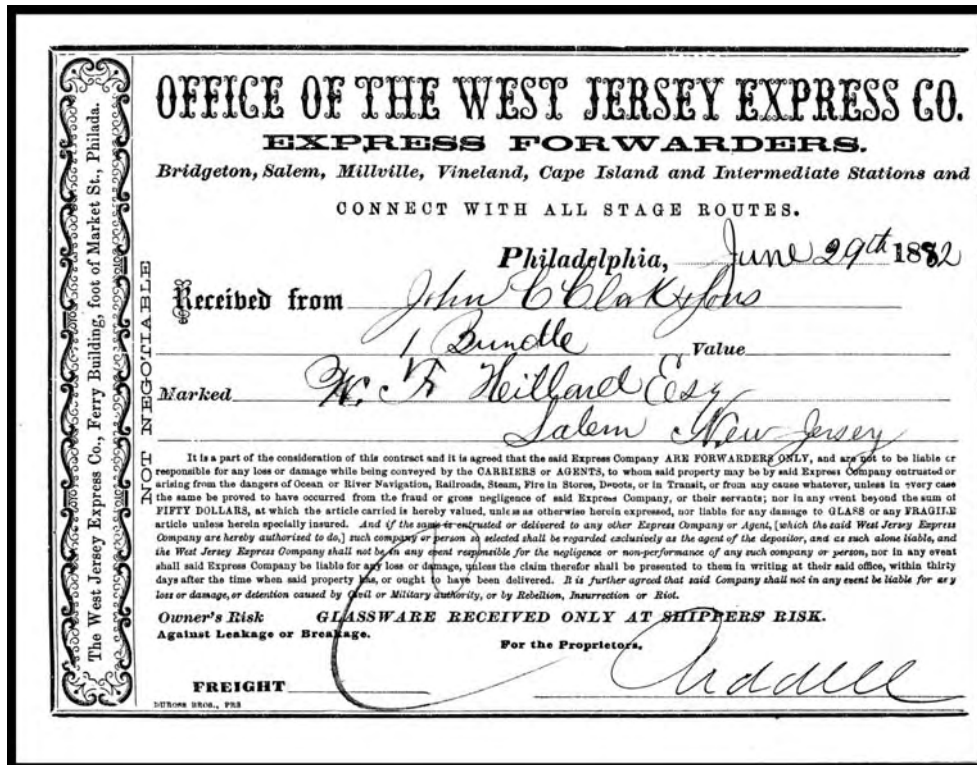 The West Jersey Express Co., Ferry Building, foot of Market St., Philada.
NOT NEGOTIABLE
OFFICE OF THE WEST JERSEY EXPRESS CO.
EXPRESS FORWARDERS.
Bridgeton, Salem, Millville, Vineland, Cape Island and Intermediate Stations and
CONNECT WITH ALL STAGE ROUTES.
Philadelphia, June 29th 1882
Received from John C Clark & Sons
1 Bundle Value
Marked W. Esq
Salem New Jersey
It is a part of the consideration of this contract and it is agreed that the said Express Company ARE FORWARDERS ONLY, and are not to be liable or
responsible for any loss or damage while being conveyed by the CARRIERS or AGENTS, to whom said property may be by said Express Company entrusted or
arising from the dangers of Ocean or River Navigation, Railroads, Steam, Fire in Stores, Depots, or in Transit, or from any cause whatever, unless in every case
the same be proved to have occurred from the fraud or gross negligence of said Express Company, or their servants; nor in any event beyond the sum of
FIFTY DOLLARS, at which the article carried is hereby valued, unless otherwise herein expressed, nor liable for any damage to GLASS or any FRAGILE
article unless herein specially insured. And if the same is entrusted or delivered to any other Express Company or Agent, [which the said West Jersey Express
Company are hereby authorised to do,] such company or person so selected shall be regarded exclusively as the agent of the depositor, and as such alone liable, and
the West Jersey Express Company shall not be in any event responsible for the negligence or non-performance of any such company or person, nor in any event
shall said Express Company be liable for any loss or damage, unless the claim therefor shall be presented to them in writing at their said office, within thirty
days after the time when said property has, or ought to have been delivered. It is further agreed that said Company shall not in any event be liable for any
loss or damage, or detention caused by Civil or Military authority, or by Rebellion, Insurrection or Riot.
Owner's Risk GLASSWARE RECEIVED ONLY AT SHIPPERS' RISK.
Against Leakage or Breakage.
For the Proprietors,
FREIGHT
DUROSS BROS., PRS